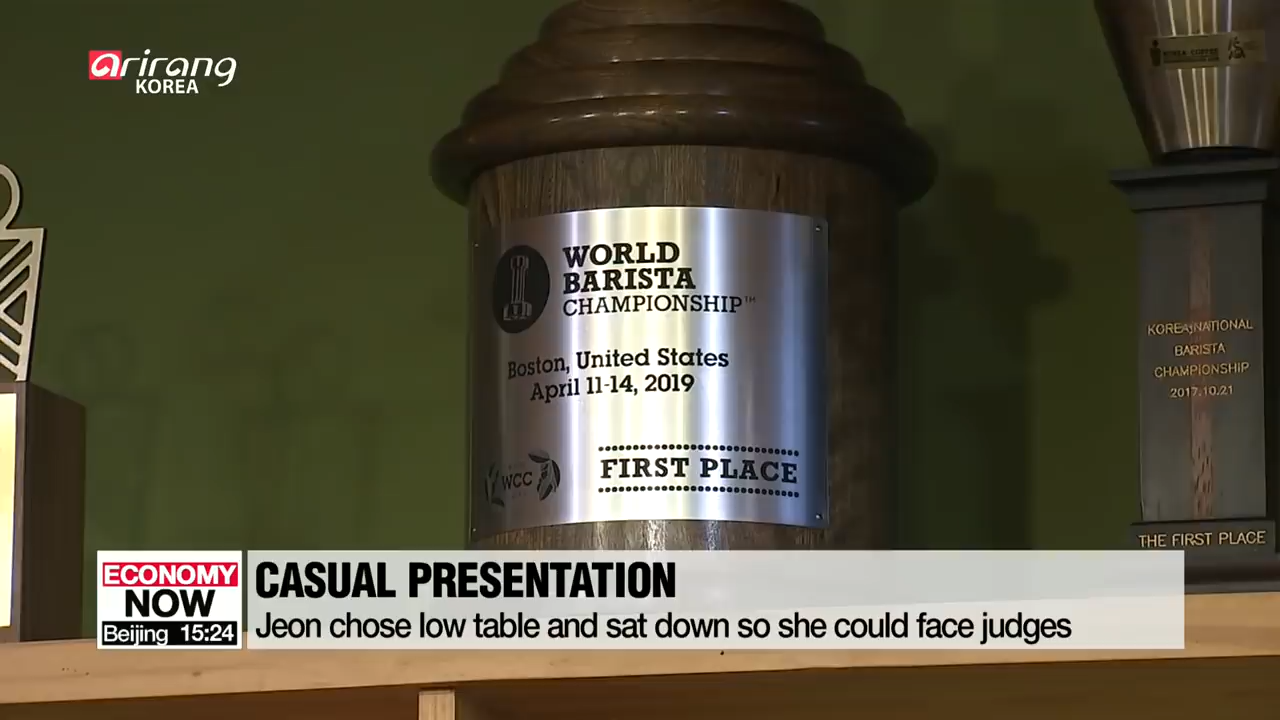 arirang
KOREA
WORLD
BARISTA
CHAMPIONSHIP™
Boston, United States
April 11-14, 2019
WCC
FIRST PLACE
KOREA NATIONAL
BARISTA
CHAMPIONSHIP
2017.10.21
THE FIRST PLACE
ECONOMY
NOW
Beijing 15:24
CASUAL PRESENTATION
Jeon chose low table and sat down so she could face judges